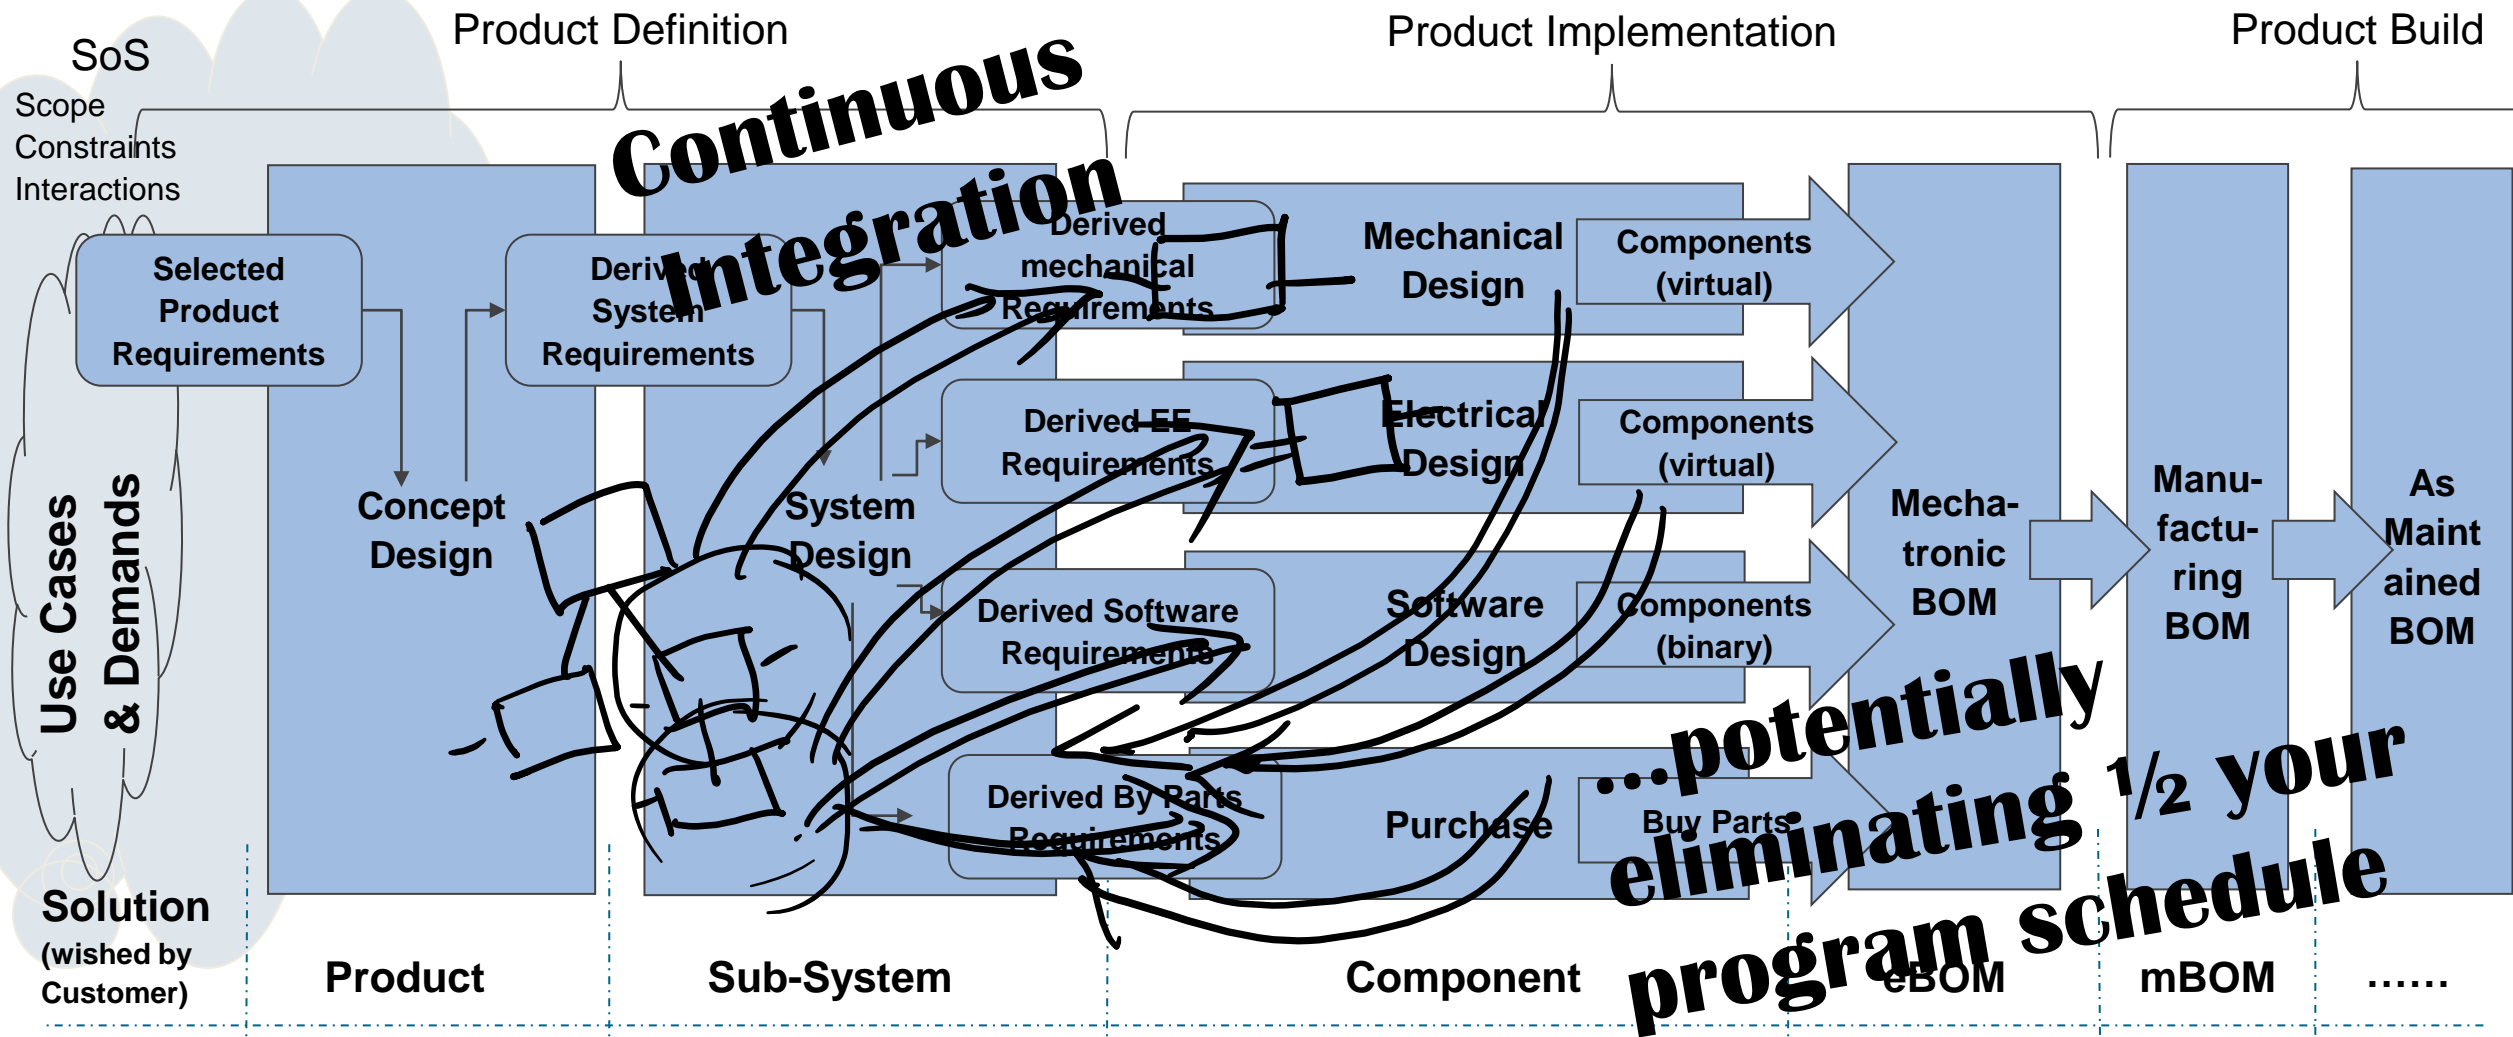 Product Definition
Product Implementation
Product Build
SoS
Scope
Constraints
Interactions
Continuous
Integration
Selected
Product
Requirements
Derived
System
Requirements
Derived
mechanical
Requirements
Mechanical
Design
Components
(virtual)
Derived EE
Requirements
Electrical
Design
Components
(virtual)
Use Cases
& Demands
Concept
Design
System
Design
Derived Software
Requirements
Software
Design
Components
(binary)
Derived By Parts
Requirements
Purchase
Buy Parts
Mecha-
tronic
BOM
Manu-
factu-
ring
BOM
As
Maint
ained
BOM
...potentially
eliminating ½ your
program schedule
Solution
(wished by
Customer)
Product
Sub-System
Component
eBOM
mBOM
......